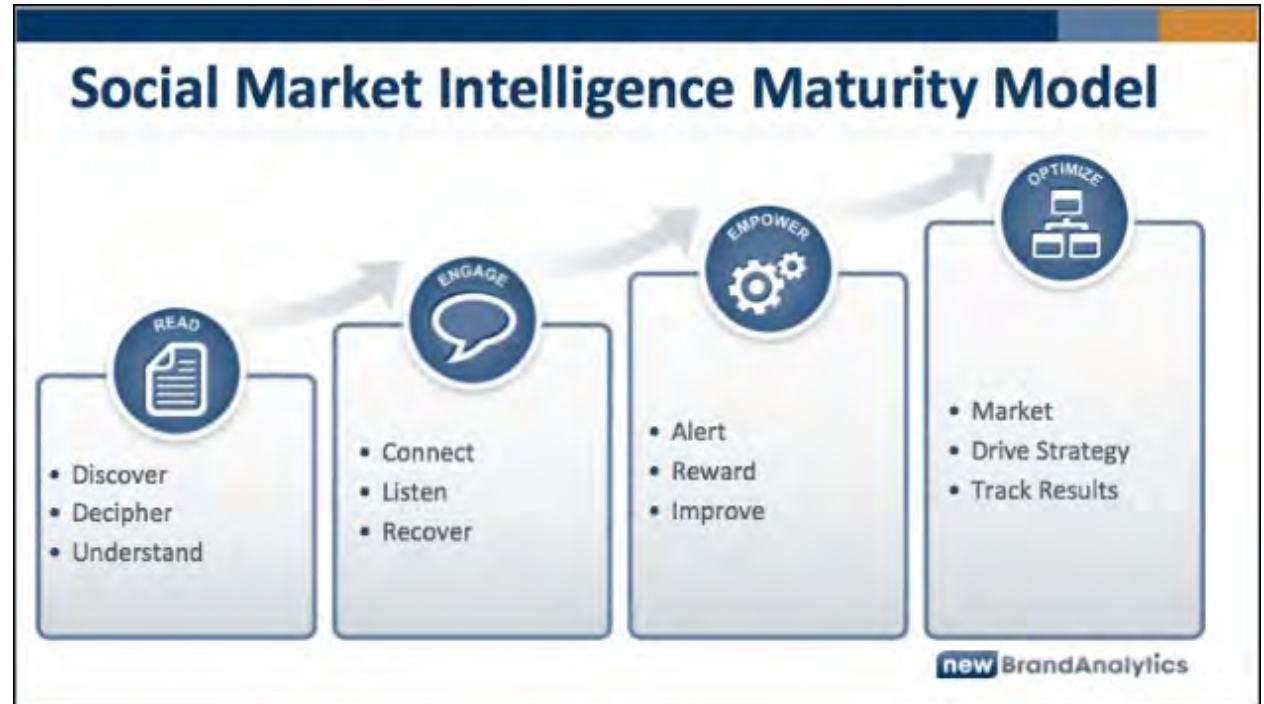 Social Market Intelligence Maturity Model
READ
• Discover
• Decipher
• Understand
ENGAGE
• Connect
• Listen
• Recover
EMPOWER
• Alert
• Reward
• Improve
OPTIMIZE
• Market
• Drive Strategy
• Track Results
new BrandAnalytics